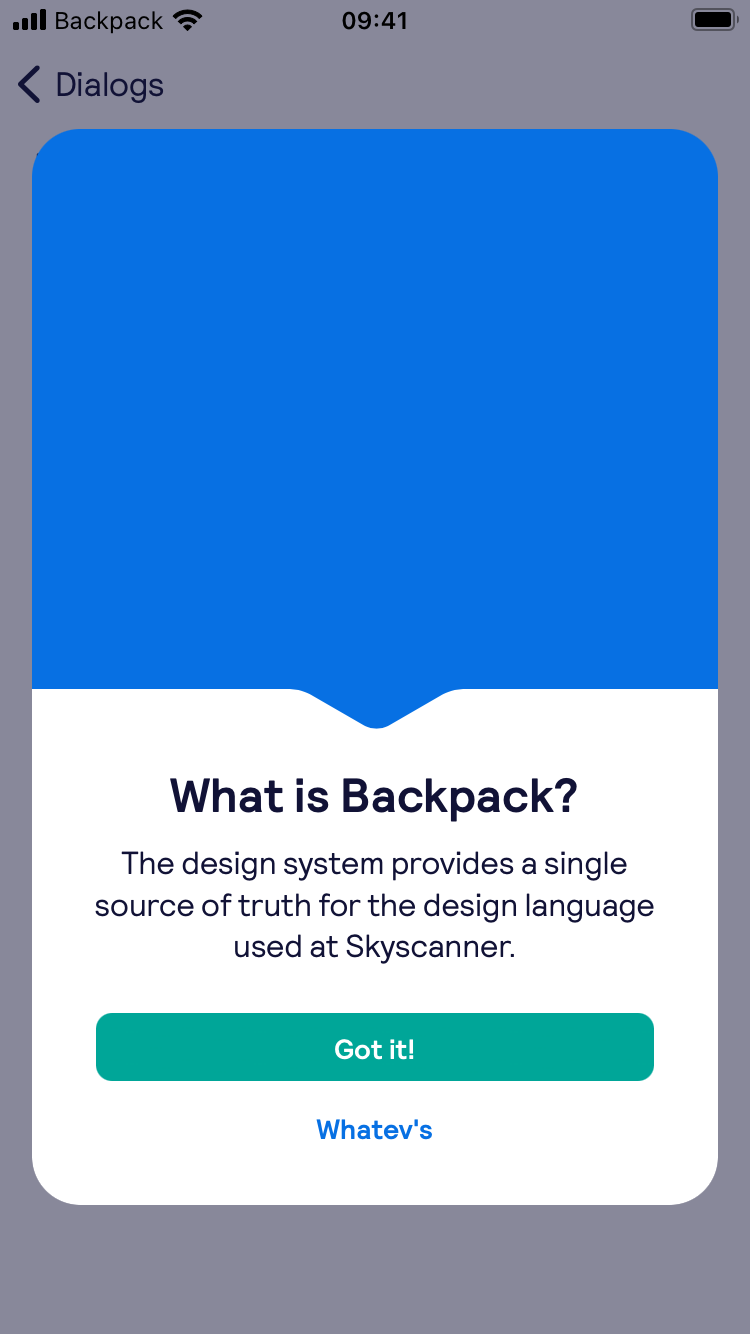 Backpack 09:41
Dialogs
What is Backpack?
The design system provides a single
source of truth for the design language
used at Skyscanner.
Got it!
Whatev's